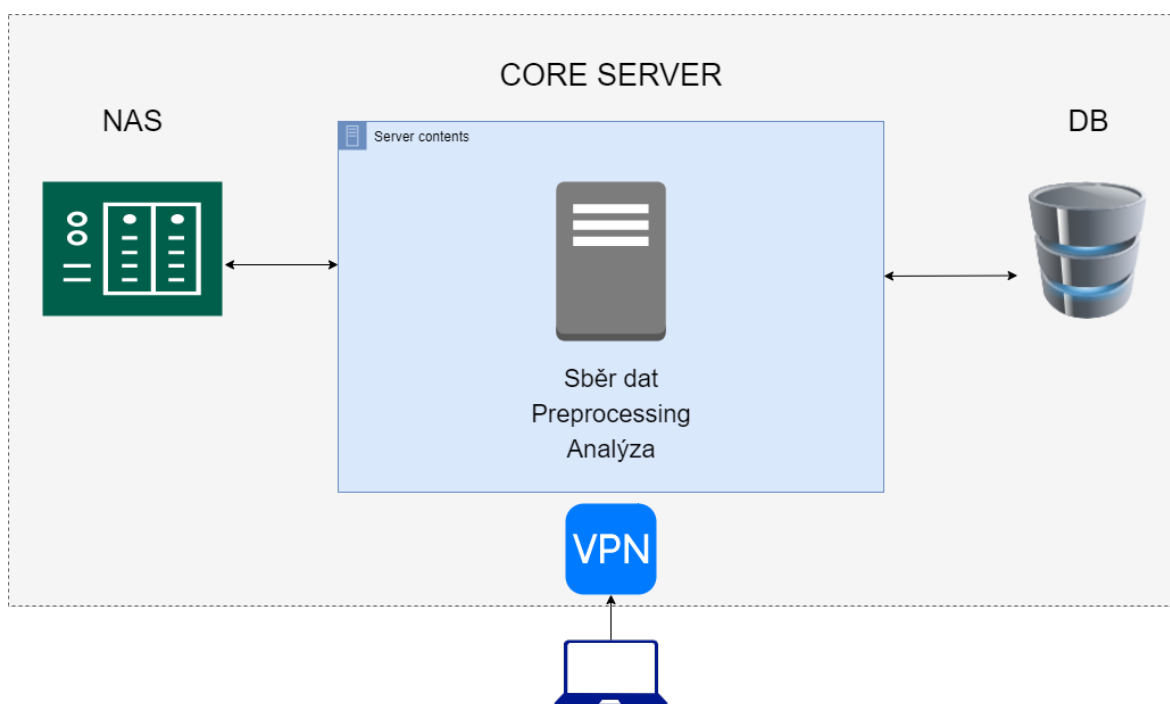 CORE SERVER
NAS
DB
Server contents
Sběr dat
Preprocessing
Analýza
VPN